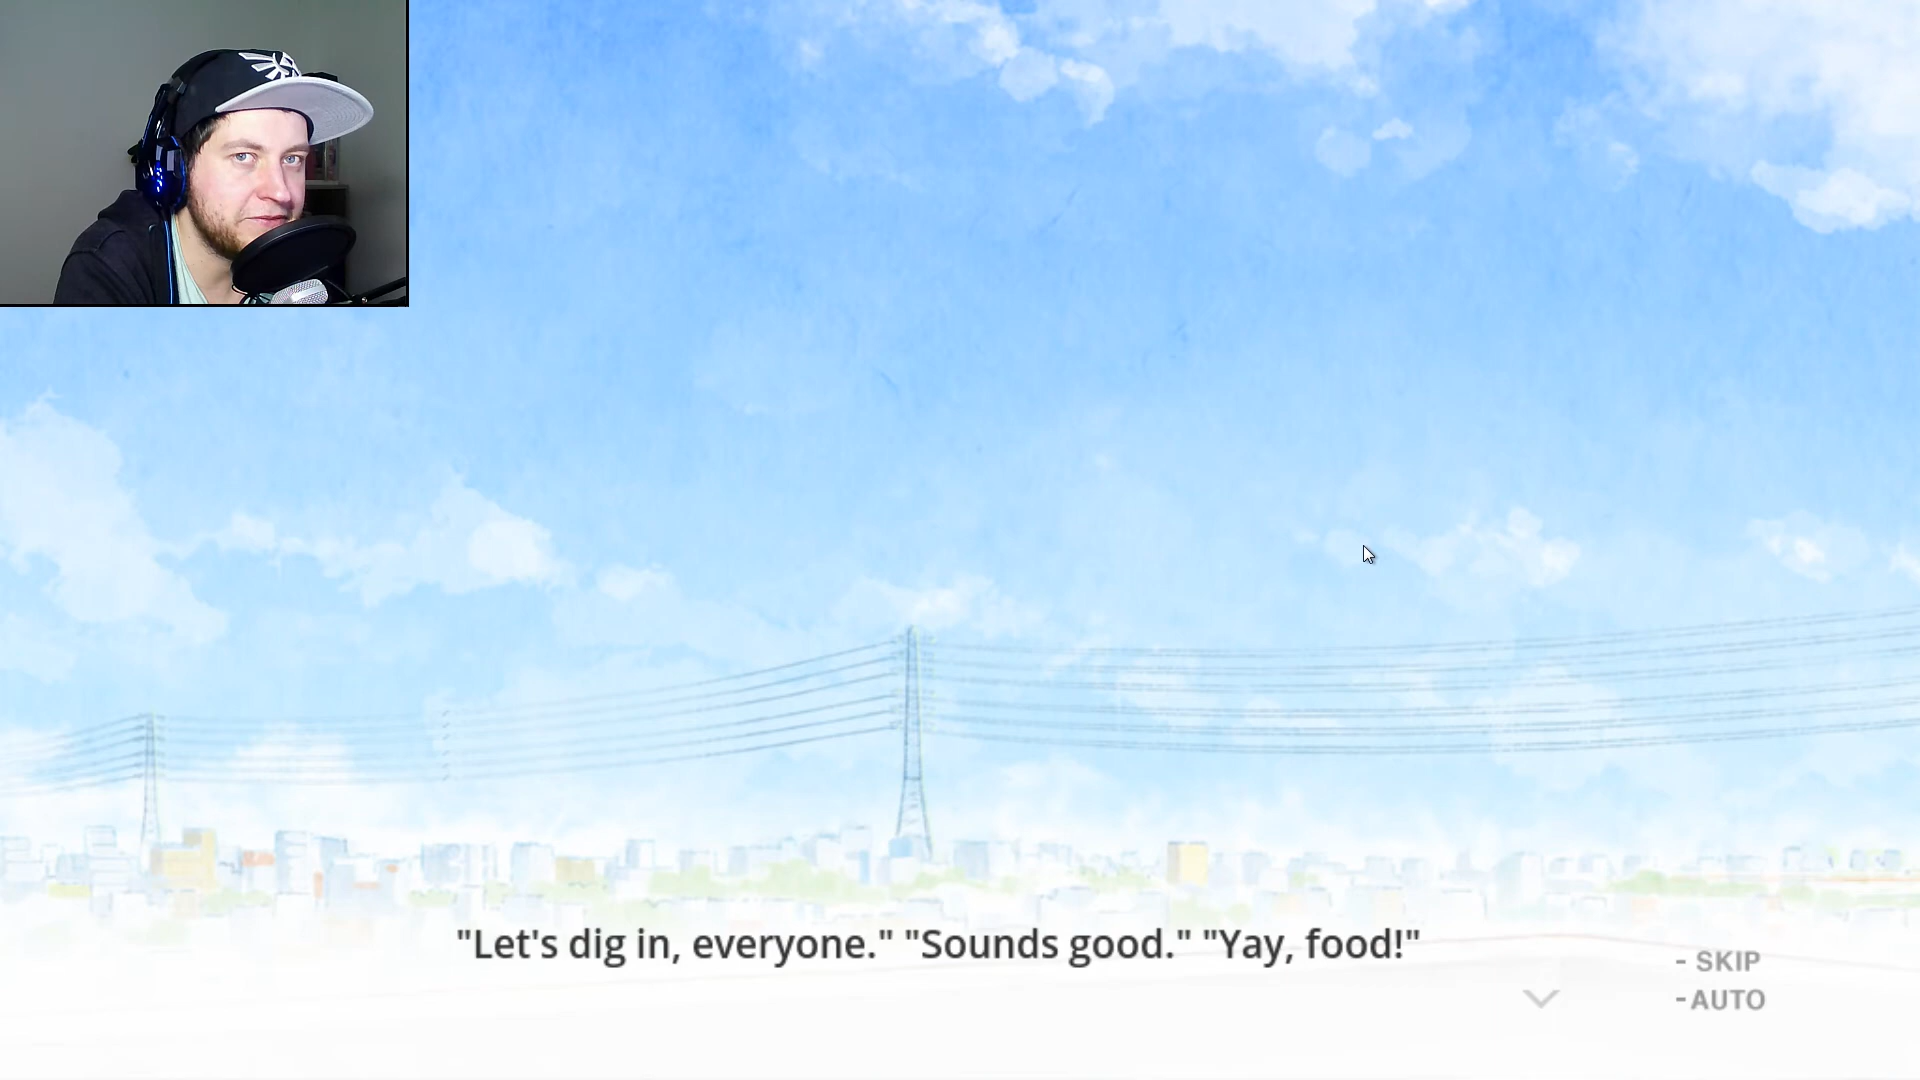 "Let's dig in, everyone." "Sounds good." "Yay, food!"
- SKIP
-AUTO